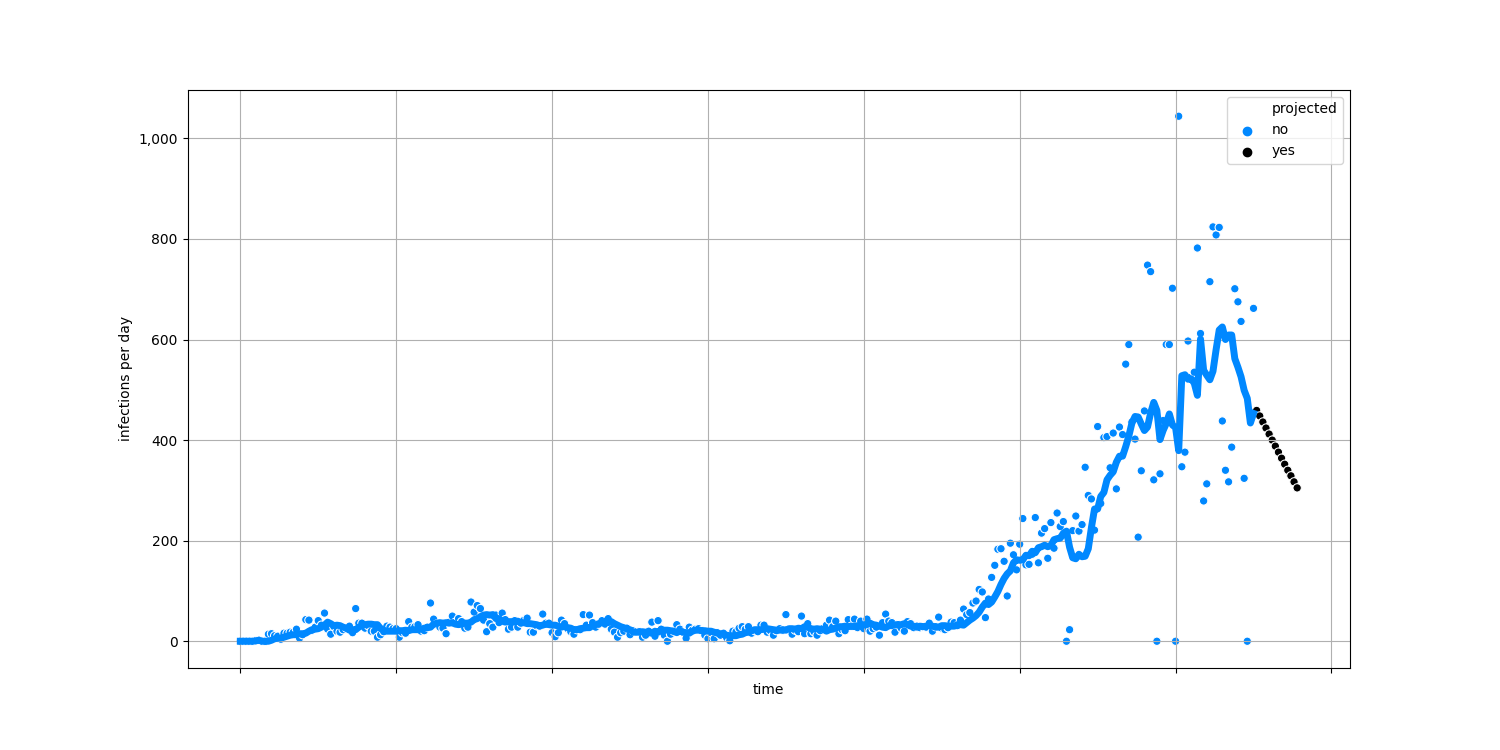 projected
no
yes
1,000
800
600
400
200
0
infections per day
time